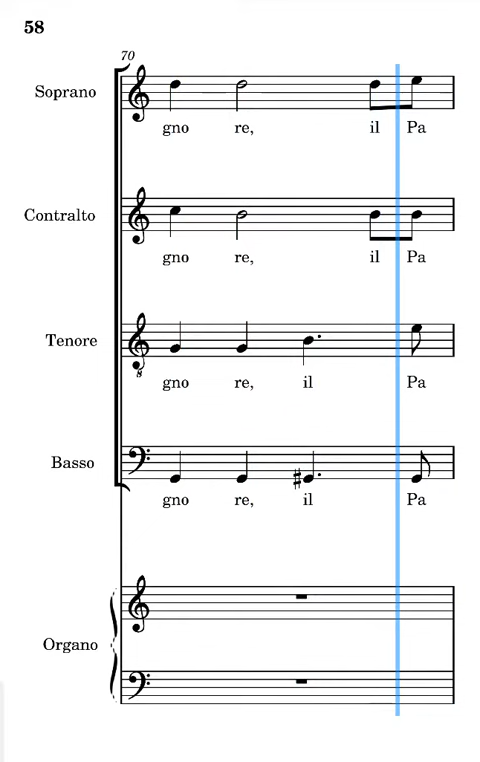 58
70
Soprano
gno re, il Pa
Contralto
gno re, il Pa
Tenore
8
gno re, il Pa
Basso
gno re, il Pa
Organo